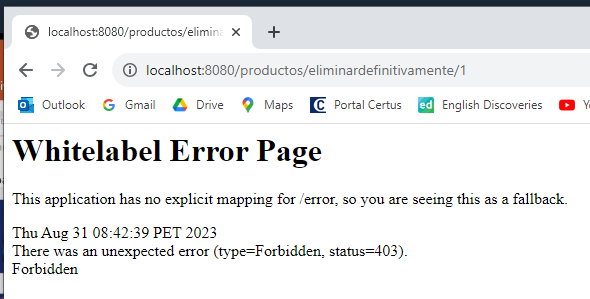 localhost:8080/productos/elimina
localhost:8080/productos/eliminardefinitivamente/1
Outlook Gmail Drive Maps Portal Certus ed English Discoveries
Whitelabel Error Page
This application has no explicit mapping for /error, so you are seeing this as a fallback.
Thu Aug 31 08:42:39 PET 2023
There was an unexpected error (type=Forbidden, status=403).
Forbidden